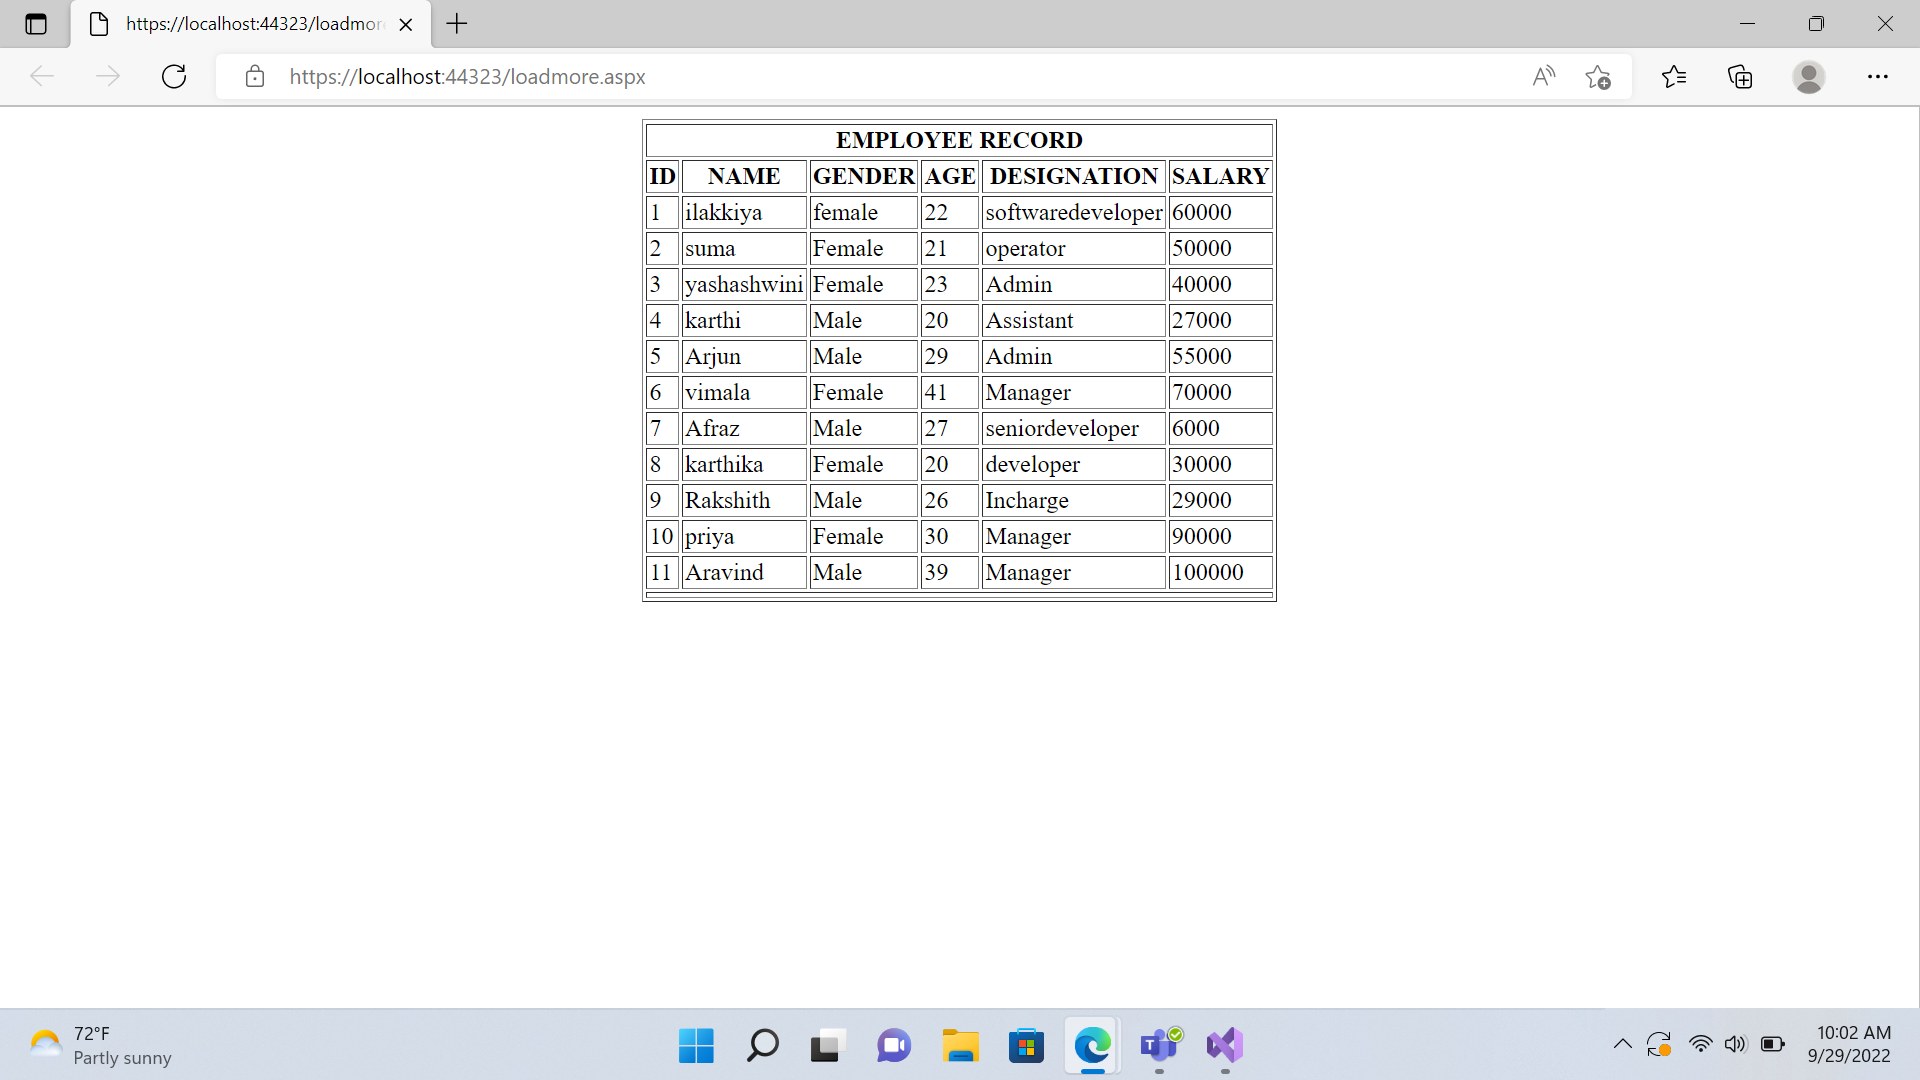 https://localhost:44323/loadmor
https://localhost:44323/loadmore.aspx
EMPLOYEE RECORD
ID NAME GENDER AGE DESIGNATION SALARY
1 ilakkiya female 22 softwaredeveloper 60000
2 suma Female 21 operator 50000
3 yashashwini Female 23 Admin 40000
4 karthi Male 20 Assistant 27000
5 Arjun Male 29 Admin 55000
6 vimala Female 41 Manager 70000
7 Afraz Male 27 seniordeveloper 6000
8 karthika Female 20 developer 30000
9 Rakshith Male 26 Incharge 29000
10 priya Female 30 Manager 90000
11 Aravind Male 39 Manager 100000
72°F
Partly sunny
10:02 AM
9/29/2022